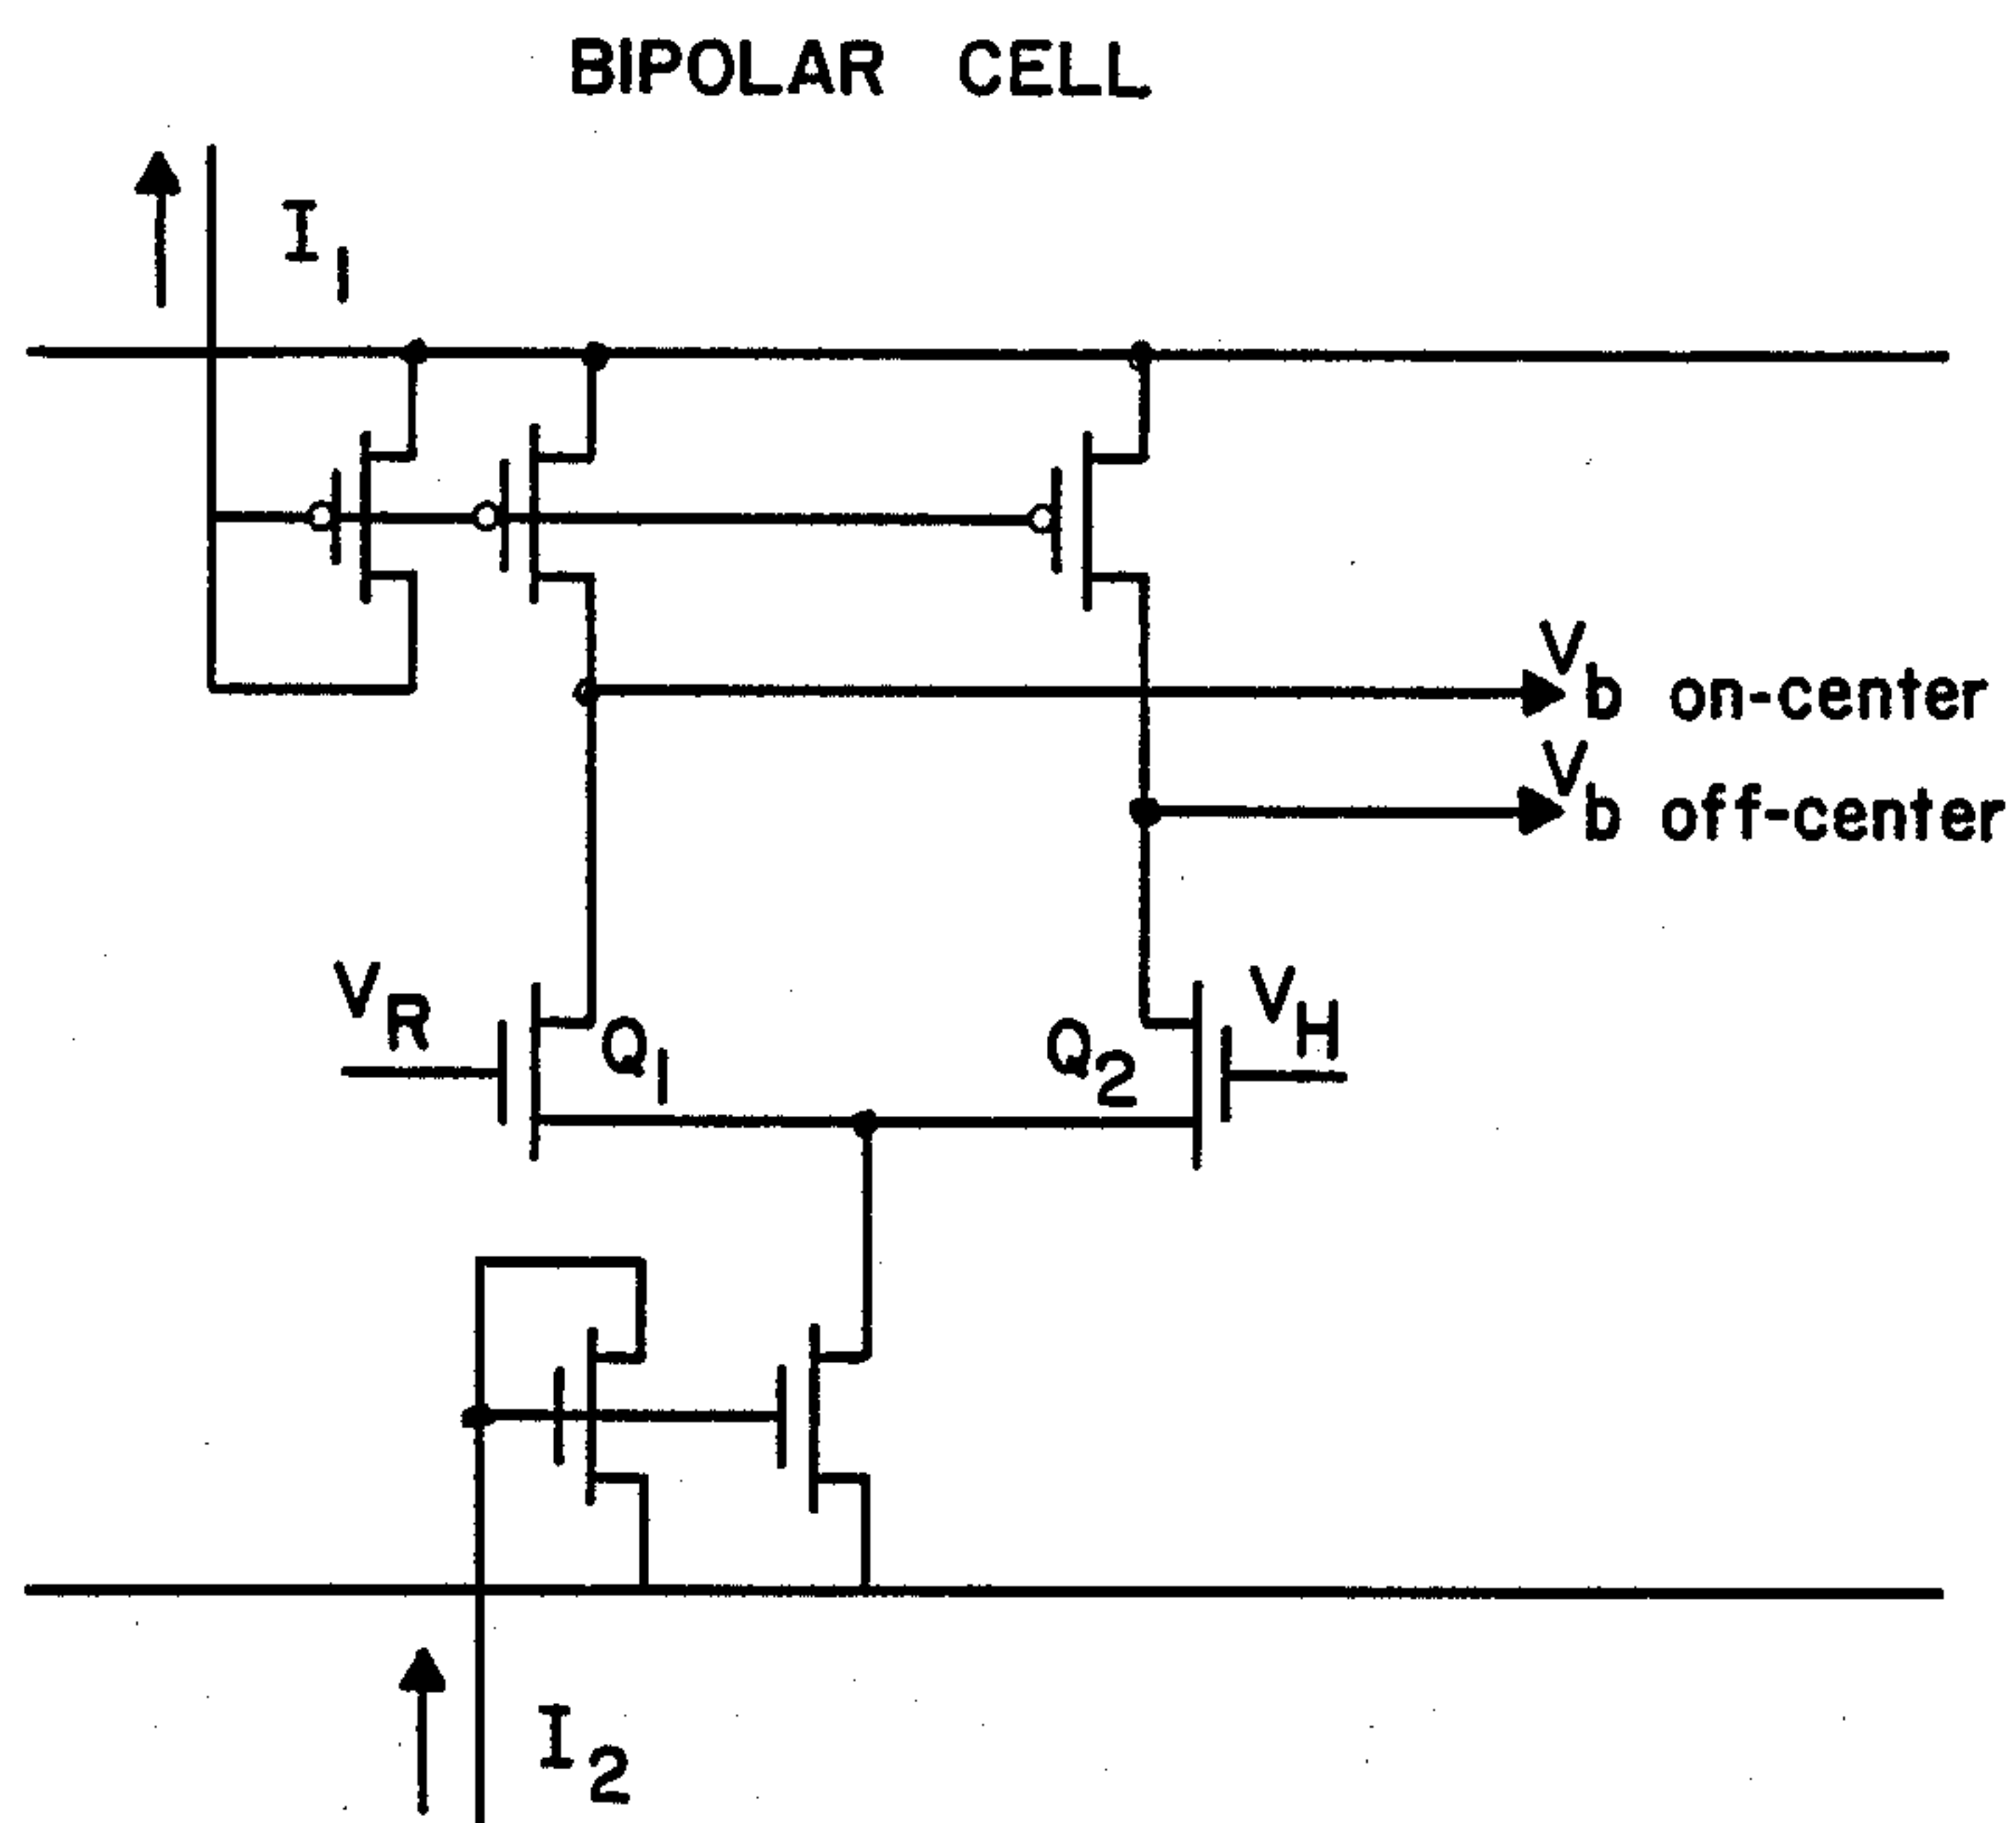 BIPOLAR CELL
I1
Vb on-center
Vb off-center
VR
Q1
Q2
VH
I2